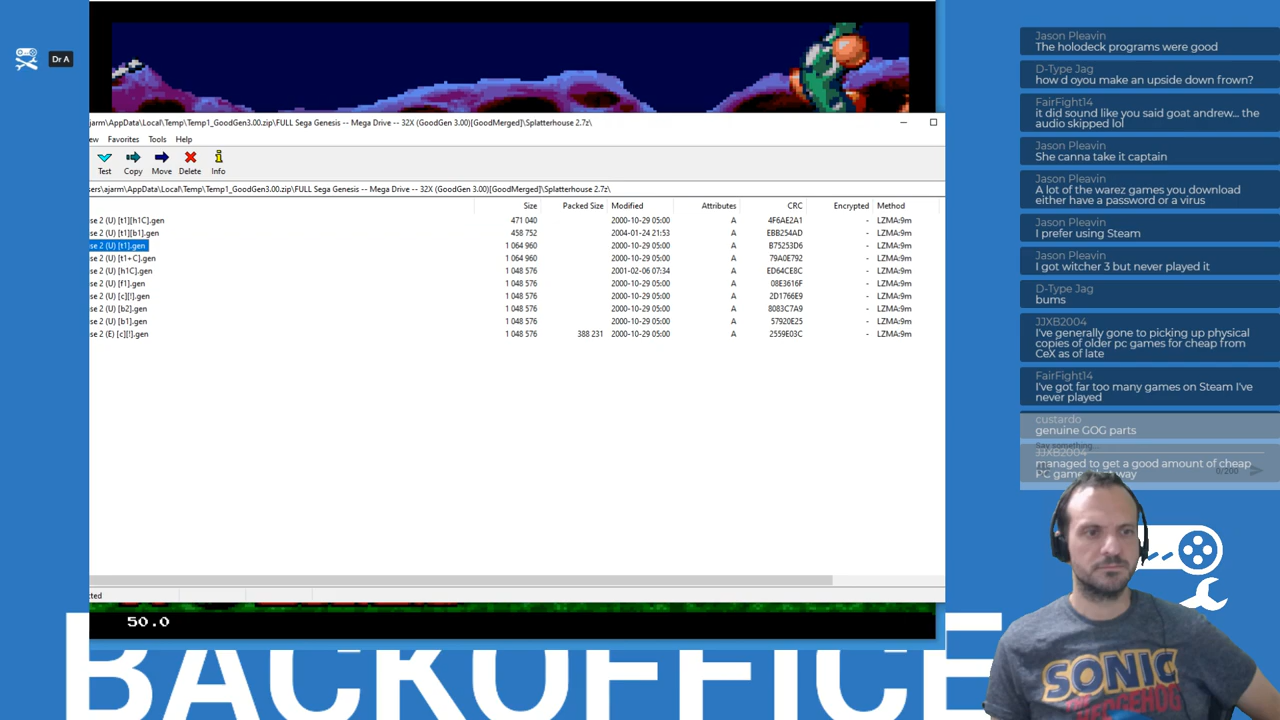 Dr A
ajarm\AppData\Local\Temp\Temp1_GoodGen3.00.zip\FULL Sega Genesis -- Mega Drive -- 32X (GoodGen 3.00)[GoodMerged]\Splatterhouse 2.7z\
ew Favorites Tools Help
Test Copy Move Delete Info
sers\ajarm\AppData\Local\Temp\Temp1_GoodGen3.00.zip\FULL Sega Genesis -- Mega Drive -- 32X (GoodGen 3.00)[GoodMerged]\Splatterhouse 2.7z\
Size Packed Size Modified Attributes CRC Encrypted Method
se 2 (U) [t1][h1C].gen 471 040 2000-10-29 05:00 A 4F6AE2A1 - LZMA:9m
se 2 (U) [t1][b1].gen 458 752 2004-01-24 21:53 A EBB254AD - LZMA:9m
se 2 (U) [t1].gen 1 064 960 2000-10-29 05:00 A B75253D6 - LZMA:9m
se 2 (U) [t1+C].gen 1 064 960 2000-10-29 05:00 A 79A0E792 - LZMA:9m
se 2 (U) [h1C].gen 1 048 576 2001-02-06 07:34 A ED64CE8C - LZMA:9m
se 2 (U) [f1].gen 1 048 576 2000-10-29 05:00 A 08E3616F - LZMA:9m
se 2 (U) [c][!].gen 1 048 576 2000-10-29 05:00 A 2D1766E9 - LZMA:9m
se 2 (U) [b2].gen 1 048 576 2000-10-29 05:00 A 8083C7A9 - LZMA:9m
se 2 (U) [b1].gen 1 048 576 2000-10-29 05:00 A 57920E25 - LZMA:9m
se 2 (E) [c][!].gen 1 048 576 388 231 2000-10-29 05:00 A 2559E03C - LZMA:9m
cted
50.0
BACKOFFICE
Jason Pleavin
The holodeck programs were good
D-Type Jag
how d oyou make an upside down frown?
FairFight14
it did sound like you said goat andrew... the
audio skipped lol
Jason Pleavin
She canna take it captain
Jason Pleavin
A lot of the warez games you download
either have a password or a virus
Jason Pleavin
I prefer using Steam
Jason Pleavin
I got witcher 3 but never played it
D-Type Jag
bums
JJXB2004
I've generally gone to picking up physical
copies of older pc games for cheap from
CeX as of late
FairFight14
I've got far too many games on Steam I've
never played
custardo
genuine GOG parts
Say something...
JJXB2004
managed to get a good amount of cheap
PC games that way
0/200
SONIC
THE HEDGEHOG